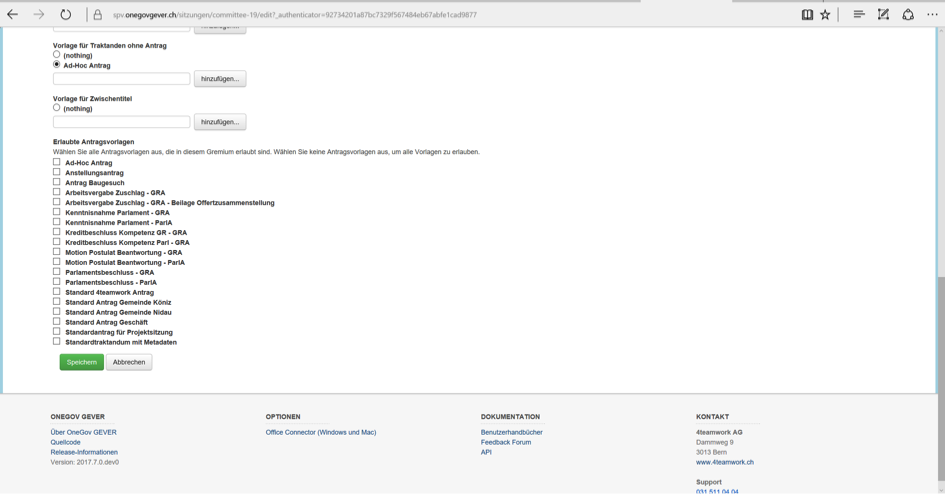 spv.onegovgever.ch/sitzungen/committee-19/edit?_authenticator=92734201a87bc7329f567484eb67abfe1cad9877
Vorlage für Traktanden ohne Antrag
(nothing)
Ad-Hoc Antrag
hinzufügen...
Vorlage für Zwischentitel
(nothing)
hinzufügen...
Erlaubte Antragsvorlagen
Wählen Sie alle Antragsvorlagen aus, die in diesem Gremium erlaubt sind. Wählen Sie keine Antragsvorlagen aus, um alle Vorlagen zu erlauben.
Ad-Hoc Antrag
Anstellungsantrag
Antrag Baugesuch
Arbeitsvergabe Zuschlag - GRA
Arbeitsvergabe Zuschlag - GRA - Beilage Offertzusammenstellung
Kenntnisnahme Parlament - GRA
Kenntnisnahme Parlament - ParlA
Kreditbeschluss Kompetenz GR - GRA
Kreditbeschluss Kompetenz Parl - GRA
Motion Postulat Beantwortung - GRA
Motion Postulat Beantwortung - ParlA
Parlamentsbeschluss - GRA
Parlamentsbeschluss - ParlA
Standard 4teamwork Antrag
Standard Antrag Gemeinde Köniz
Standard Antrag Gemeinde Nidau
Standard Antrag Geschäft
Standardantrag für Projektsitzung
Standardtraktandum mit Metadaten
Speichern Abbrechen
ONEGOV GEVER
Über OneGov GEVER
Quellcode
Release-Informationen
Version: 2017.7.0.dev0
OPTIONEN
Office Connector (Windows und Mac)
DOKUMENTATION
Benutzerhandbücher
Feedback Forum
API
KONTAKT
4teamwork AG
Dammweg 9
3013 Bern
www.4teamwork.ch
Support
031 511 04 04